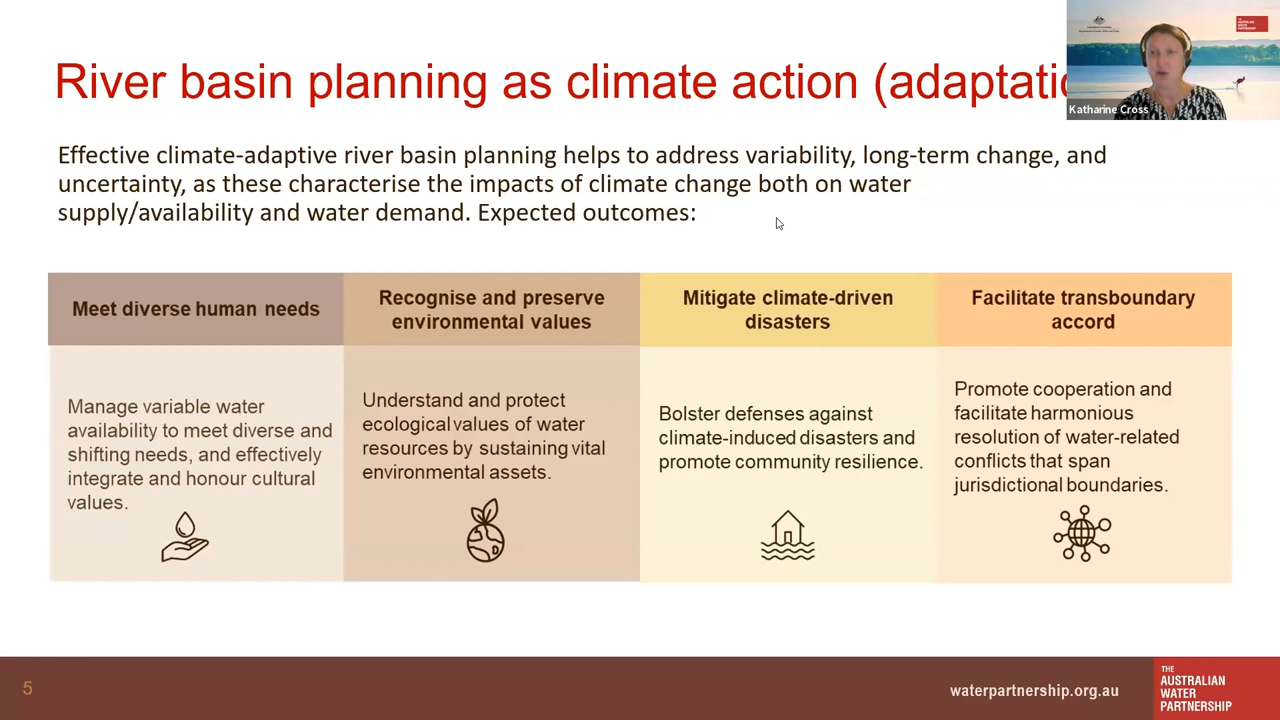 River basin planning as climate action (adaptatio
Katharine Cross
Effective climate-adaptive river basin planning helps to address variability, long-term change, and
uncertainty, as these characterise the impacts of climate change both on water
supply/availability and water demand. Expected outcomes:
Meet diverse human needs
Manage variable water
availability to meet diverse and
shifting needs, and effectively
integrate and honour cultural
values.
Recognise and preserve
environmental values
Understand and protect
ecological values of water
resources by sustaining vital
environmental assets.
Mitigate climate-driven
disasters
Bolster defenses against
climate-induced disasters and
promote community resilience.
Facilitate transboundary
accord
Promote cooperation and
facilitate harmonious
resolution of water-related
conflicts that span
jurisdictional boundaries.
5
waterpartnership.org.au
THE
AUSTRALIAN
WATER
PARTNERSHIP